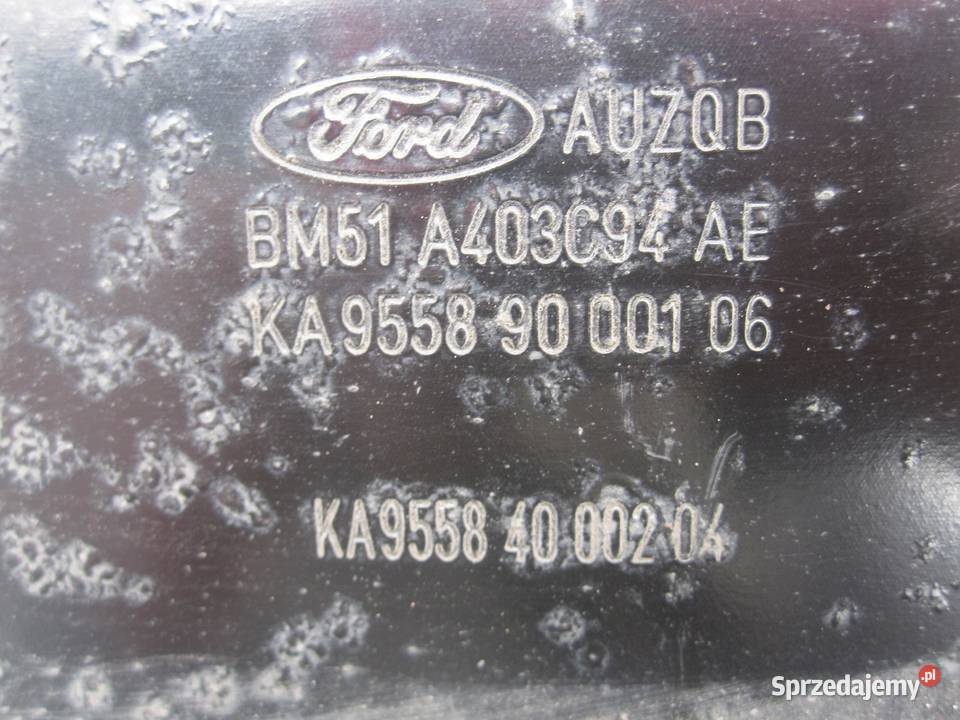 Ford AUZQB
BM51 A403C94 AE
KA9558 90 001 06
KA9558 40 002 04
Sprzedajemy.pl